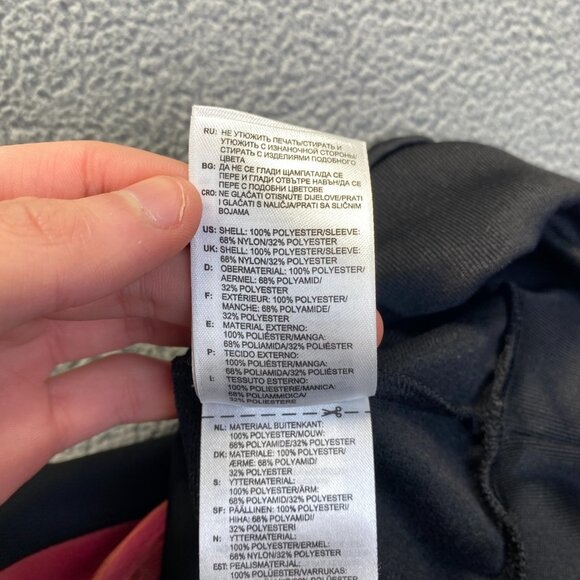 RU: НЕ УТЮЖИТЬ ПЕЧАТЬ/СТИРАТЬ И
УТЮЖИТЬ С ИЗНАНОЧНОЙ СТОРОНЫ/
СТИРАТЬ С ИЗДЕЛИЯМИ ПОДОБНОГО
ЦВЕТА
BG: ДА НЕ СЕ ГЛАДИ ЩАМПАТА/ДА СЕ
ПЕРЕ И ГЛАДИ ОТВЪТРЕ НАВЪН/ДА СЕ
ПЕРЕ С ПОДОБНИ ЦВЕТОВЕ
CRO: NE GLAČATI OTISNUTE DIJELOVE/PRATI
I GLAČATI S NALIČJA/PRATI SA SLIČNIM
BOJAMA
US: SHELL: 100% POLYESTER/SLEEVE:
68% NYLON/32% POLYESTER
UK: SHELL: 100% POLYESTER/SLEEVE:
68% NYLON/32% POLYESTER
D: OBERMATERIAL: 100% POLYESTER/
AERMEL: 68% POLYAMID/
32% POLYESTER
F: EXTÉRIEUR: 100% POLYESTER/
MANCHE: 68% POLYAMIDE/
32% POLYESTER
E: MATERIAL EXTERNO:
100% POLIÉSTER/MANGA:
68% POLIAMIDA/32% POLIÉSTER
P: TECIDO EXTERNO:
100% POLIÉSTER/MANGA:
68% POLIAMIDA/32% POLIÉSTER
I: TESSUTO ESTERNO:
100% POLIESTERE/MANICA:
68% POLIAMMIDICA/
32% POLIESTERE
NL: MATERIAAL BUITENKANT:
100% POLYESTER/MOUW:
68% POLYAMIDE/32% POLYESTER
DK: MATERIALE: 100% POLYESTER/
ÆRME: 68% POLYAMID/
32% POLYESTER
S: YTTERMATERIAL:
100% POLYESTER/ÄRM:
68% POLYAMID/32% POLYESTER
SF: PÄÄLLINEN: 100% POLYESTERI/
HIHA: 68% POLYAMIDI/
32% POLYESTERI
N: YTTERMATERIAL:
100% POLYESTER/ERMEL:
68% POLYAMID/32% POLYESTER
EST: PEALISMATERJAL:
100% POLÜESTER/VARRUKAS: